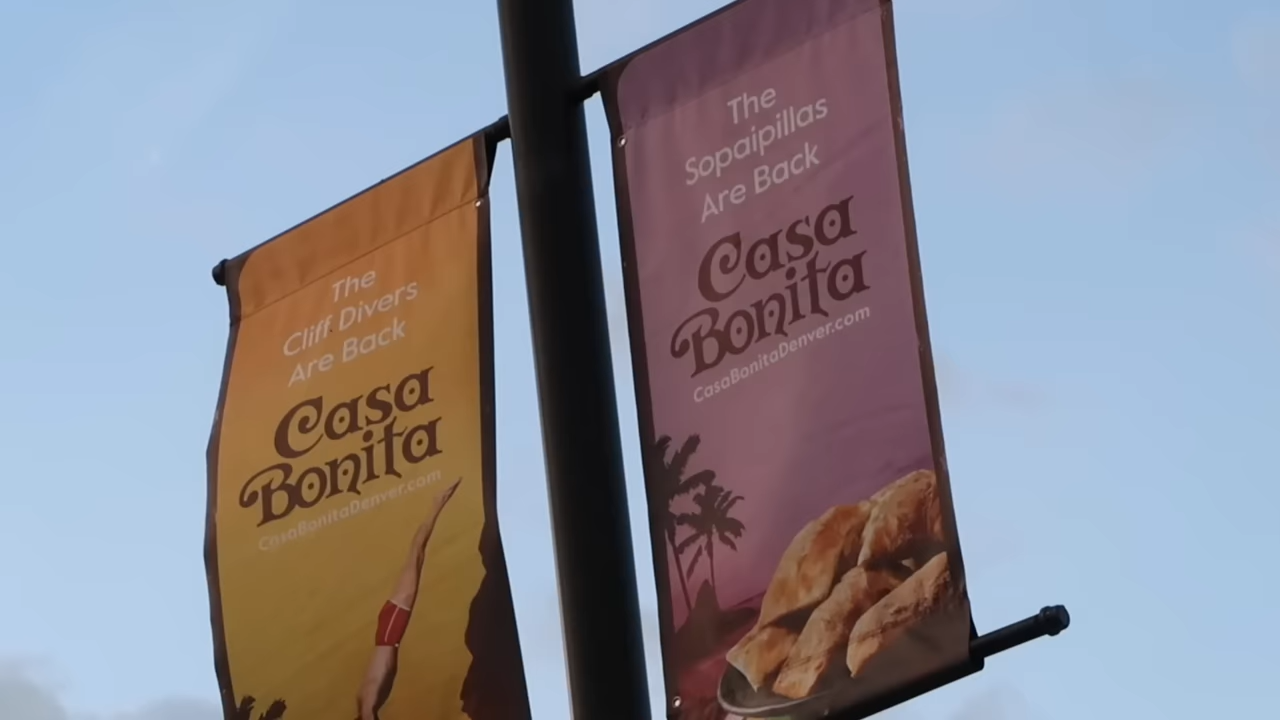 The
Cliff Divers
Are Back
Casa
Bonita
CasaBonitaDenver.com
The
Sopaipillas
Are Back
Casa
Bonita
CasaBonitaDenver.com